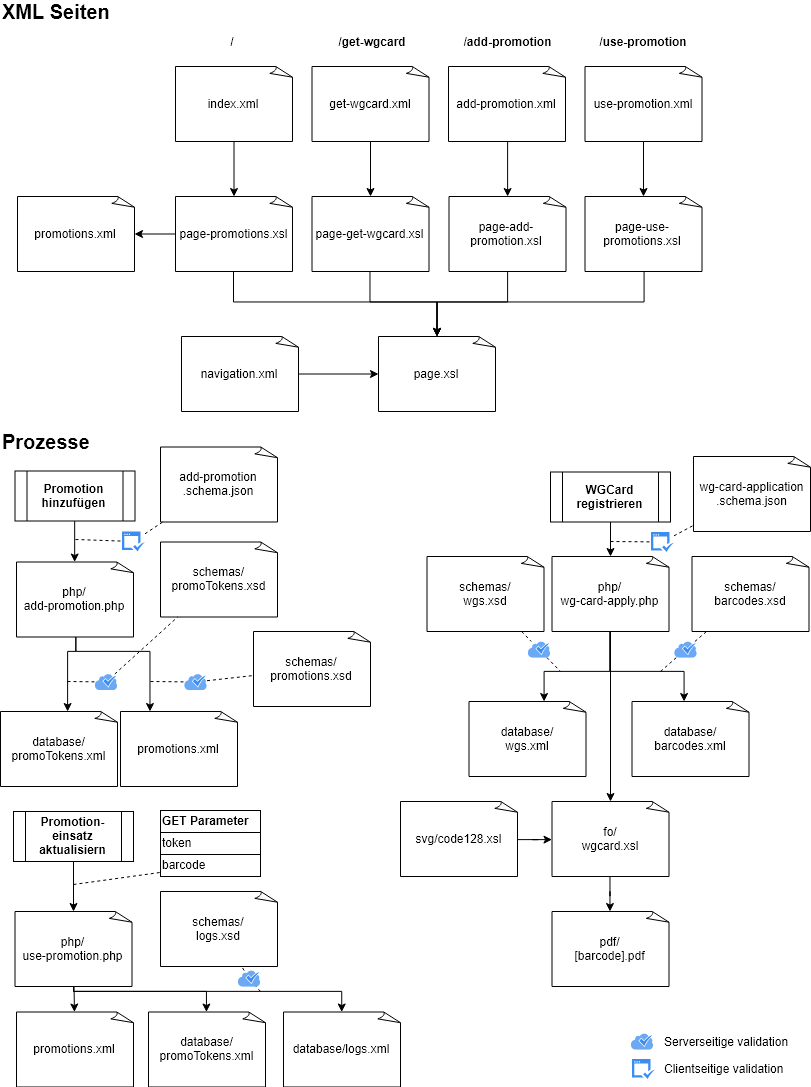 XML Seiten
/
/get-wgcard
/add-promotion
/use-promotion
index.xml
get-wgcard.xml
add-promotion.xml
use-promotion.xml
promotions.xml
page-promotions.xsl
page-get-wgcard.xsl
page-add-
promotion.xsl
page-use-
promotions.xsl
navigation.xml
page.xsl
Prozesse
Promotion
hinzufügen
add-promotion
.schema.json
php/
add-promotion.php
schemas/
promoTokens.xsd
schemas/
promotions.xsd
database/
promoTokens.xml
promotions.xml
WGCard
registrieren
wg-card-application
.schema.json
schemas/
wgs.xsd
php/
wg-card-apply.php
schemas/
barcodes.xsd
database/
wgs.xml
database/
barcodes.xml
svg/code128.xsl
fo/
wgcard.xsl
pdf/
[barcode].pdf
Promotion-
einsatz
aktualisiern
GET Parameter
token
barcode
php/
use-promotion.php
schemas/
logs.xsd
promotions.xml
database/
promoTokens.xml
database/logs.xml
Serverseitige validation
Clientseitige validation